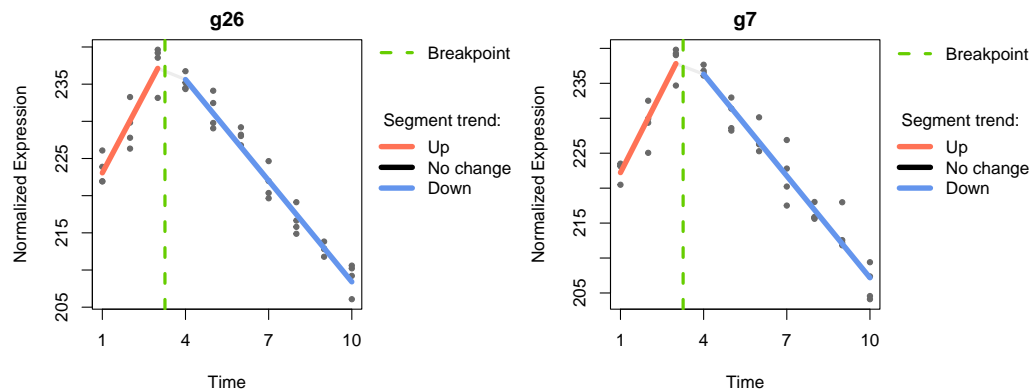 g26
Normalized Expression
205
215
225
235
1 4 7 10
Time
Breakpoint
Segment trend:
Up
No change
Down
g7
Normalized Expression
205
215
225
235
1 4 7 10
Time
Breakpoint
Segment trend:
Up
No change
Down